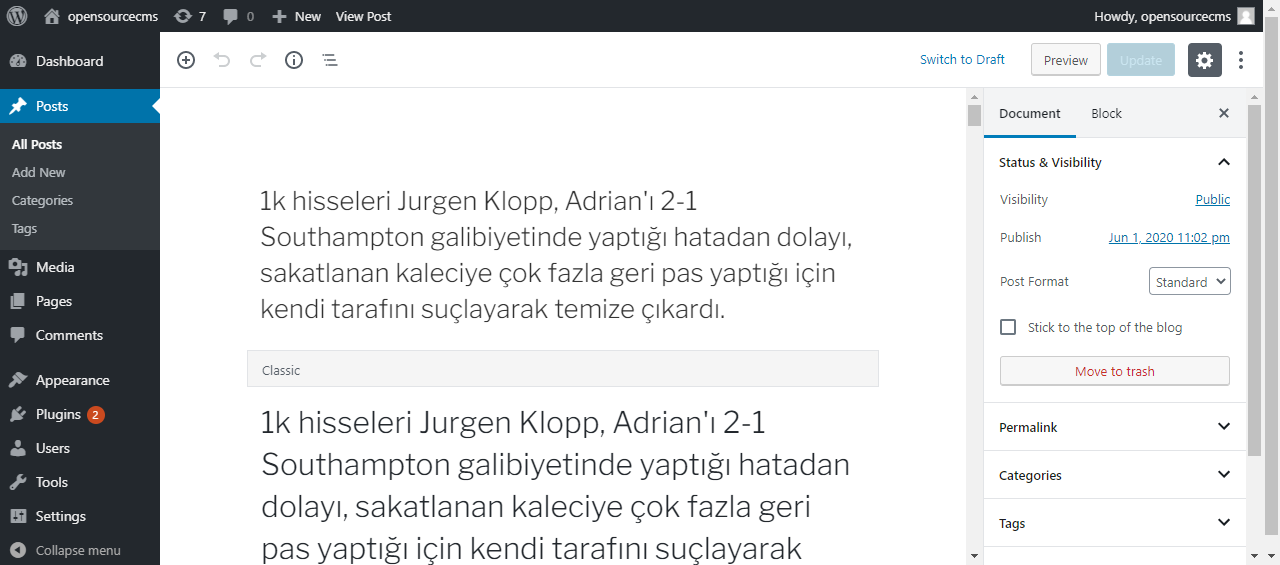 opensourcecms 7 0 New View Post Howdy, opensourcecms
Dashboard
Posts
All Posts
Add New
Categories
Tags
Media
Pages
Comments
Appearance
Plugins 2
Users
Tools
Settings
Collapse menu
Switch to Draft Preview Update
1k hisseleri Jurgen Klopp, Adrian'ı 2-1
Southampton galibiyetinde yaptığı hatadan dolayı,
sakatlanan kaleciye çok fazla geri pas yaptığı için
kendi tarafını suçlayarak temize çıkardı.
Classic
1k hisseleri Jurgen Klopp, Adrian'ı 2-1
Southampton galibiyetinde yaptığı hatadan
dolayı, sakatlanan kaleciye çok fazla geri
pas yaptığı için kendi tarafını suçlayarak
Document Block
Status & Visibility
Visibility Public
Publish Jun 1, 2020 11:02 pm
Post Format Standard
Stick to the top of the blog
Move to trash
Permalink
Categories
Tags